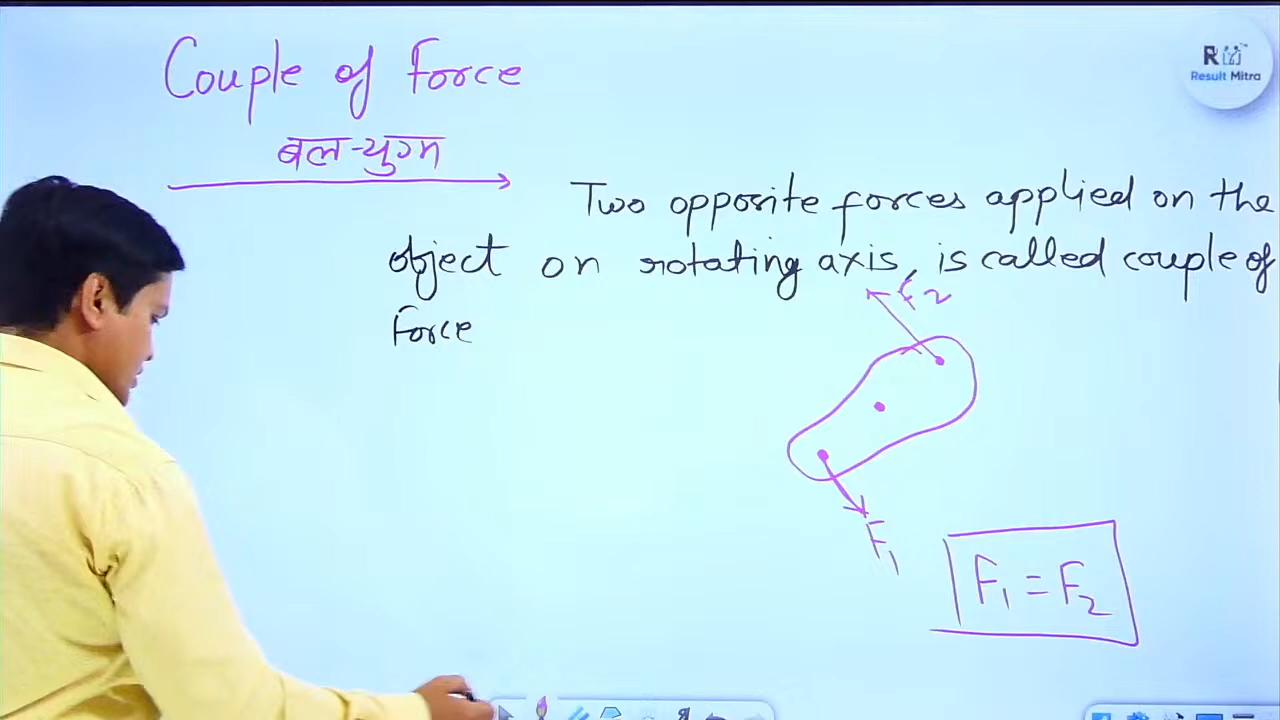 Couple of Force
बल-युग्म
Two opposite forces applied on the
object on rotating axis, is called couple of
Force
F2
F1
F1 = F2
R
Result Mitra